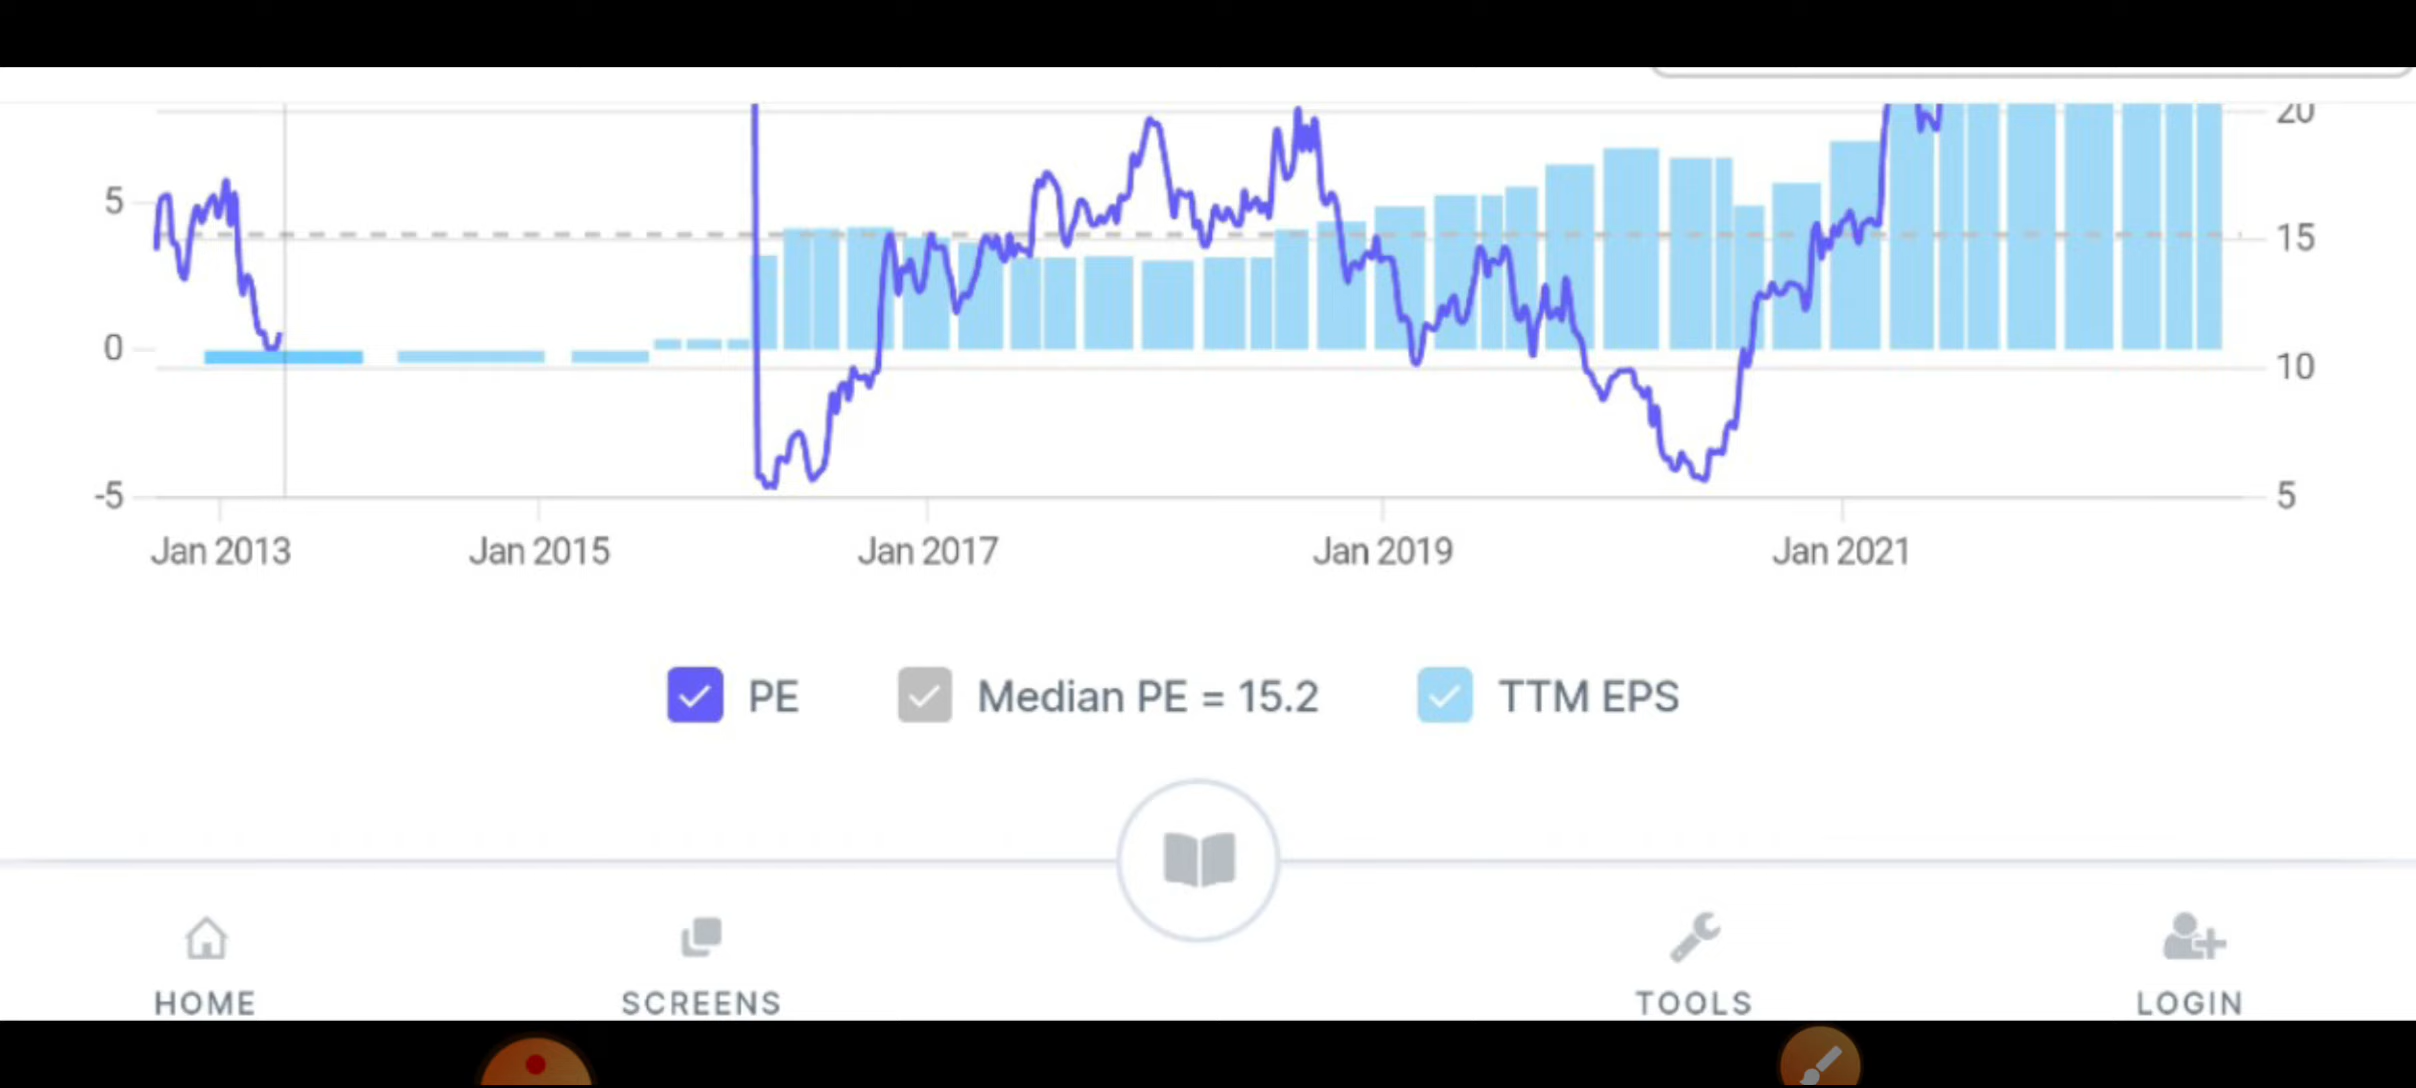 20
5
15
0
10
-5
5
Jan 2013 Jan 2015 Jan 2017 Jan 2019 Jan 2021
PE Median PE = 15.2 TTM EPS
HOME SCREENS TOOLS LOGIN